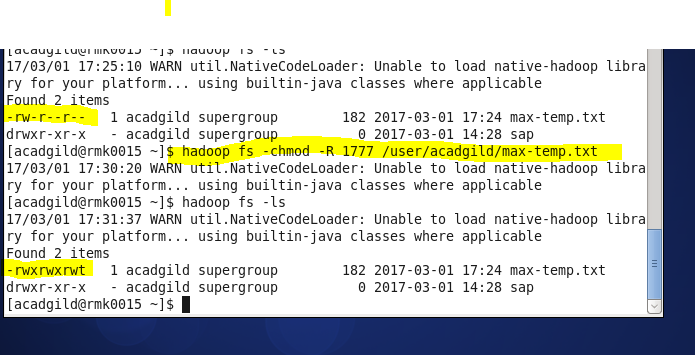 [acadgild@rmk0015 ~]$ hadoop fs -ls
17/03/01 17:25:10 WARN util.NativeCodeLoader: Unable to load native-hadoop libra
ry for your platform... using builtin-java classes where applicable
Found 2 items
-rw-r--r--   1 acadgild supergroup        182 2017-03-01 17:24 max-temp.txt
drwxr-xr-x   - acadgild supergroup          0 2017-03-01 14:28 sap
[acadgild@rmk0015 ~]$ hadoop fs -chmod -R 1777 /user/acadgild/max-temp.txt
17/03/01 17:30:20 WARN util.NativeCodeLoader: Unable to load native-hadoop libra
ry for your platform... using builtin-java classes where applicable
[acadgild@rmk0015 ~]$ hadoop fs -ls
17/03/01 17:31:37 WARN util.NativeCodeLoader: Unable to load native-hadoop libra
ry for your platform... using builtin-java classes where applicable
Found 2 items
-rwxrwxrwt   1 acadgild supergroup        182 2017-03-01 17:24 max-temp.txt
drwxr-xr-x   - acadgild supergroup          0 2017-03-01 14:28 sap
[acadgild@rmk0015 ~]$